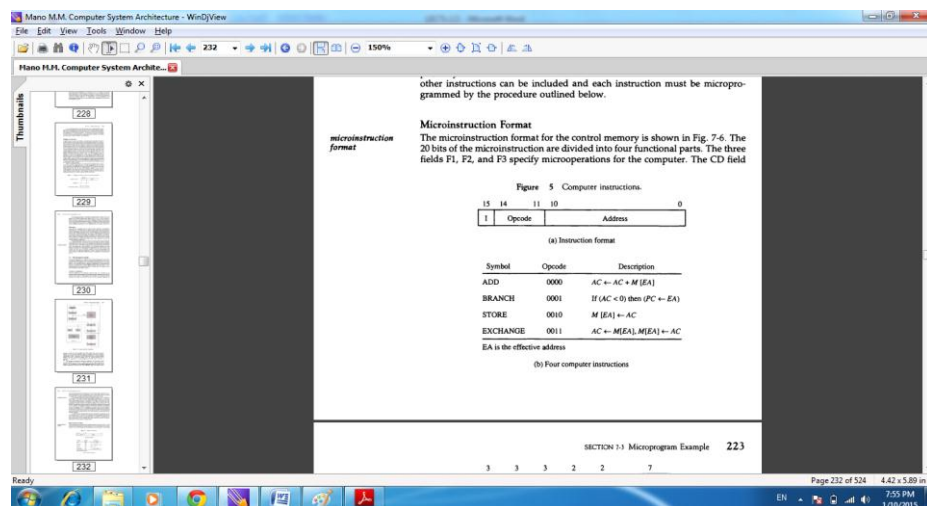 Mano M.M. Computer System Architecture - WinDjView
File Edit View Tools Window Help
232 150%
Mano M.M. Computer System Archite...
Thumbnails
228
229
230
231
232
other instructions can be included and each instruction must be micropro-
grammed by the procedure outlined below.
Microinstruction Format
microinstruction
format
The microinstruction format for the control memory is shown in Fig. 7-6. The
20 bits of the microinstruction are divided into four functional parts. The three
fields F1, F2, and F3 specify microoperations for the computer. The CD field
Figure 5 Computer instructions.
15 14 11 10 0
I Opcode Address
(a) Instruction format
Symbol Opcode Description
ADD 0000 AC ← AC + M [EA]
BRANCH 0001 If (AC < 0) then (PC ← EA)
STORE 0010 M [EA] ← AC
EXCHANGE 0011 AC ← M[EA], M[EA] ← AC
EA is the effective address
(b) Four computer instructions
SECTION 7-3 Microprogram Example 223
3 3 3 2 2 7
Ready
Page 232 of 524 4.42 x 5.89 in
EN 7:55 PM
1/10/2015